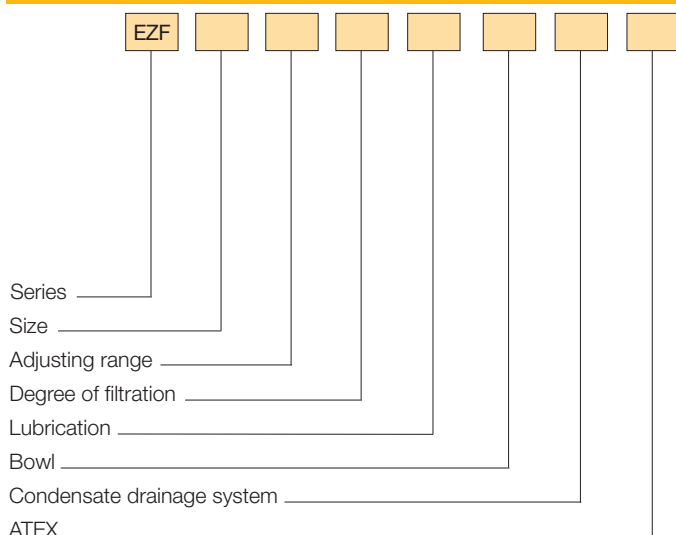 EZF
Series
Size
Adjusting range
Degree of filtration
Lubrication
Bowl
Condensate drainage system
ATEX